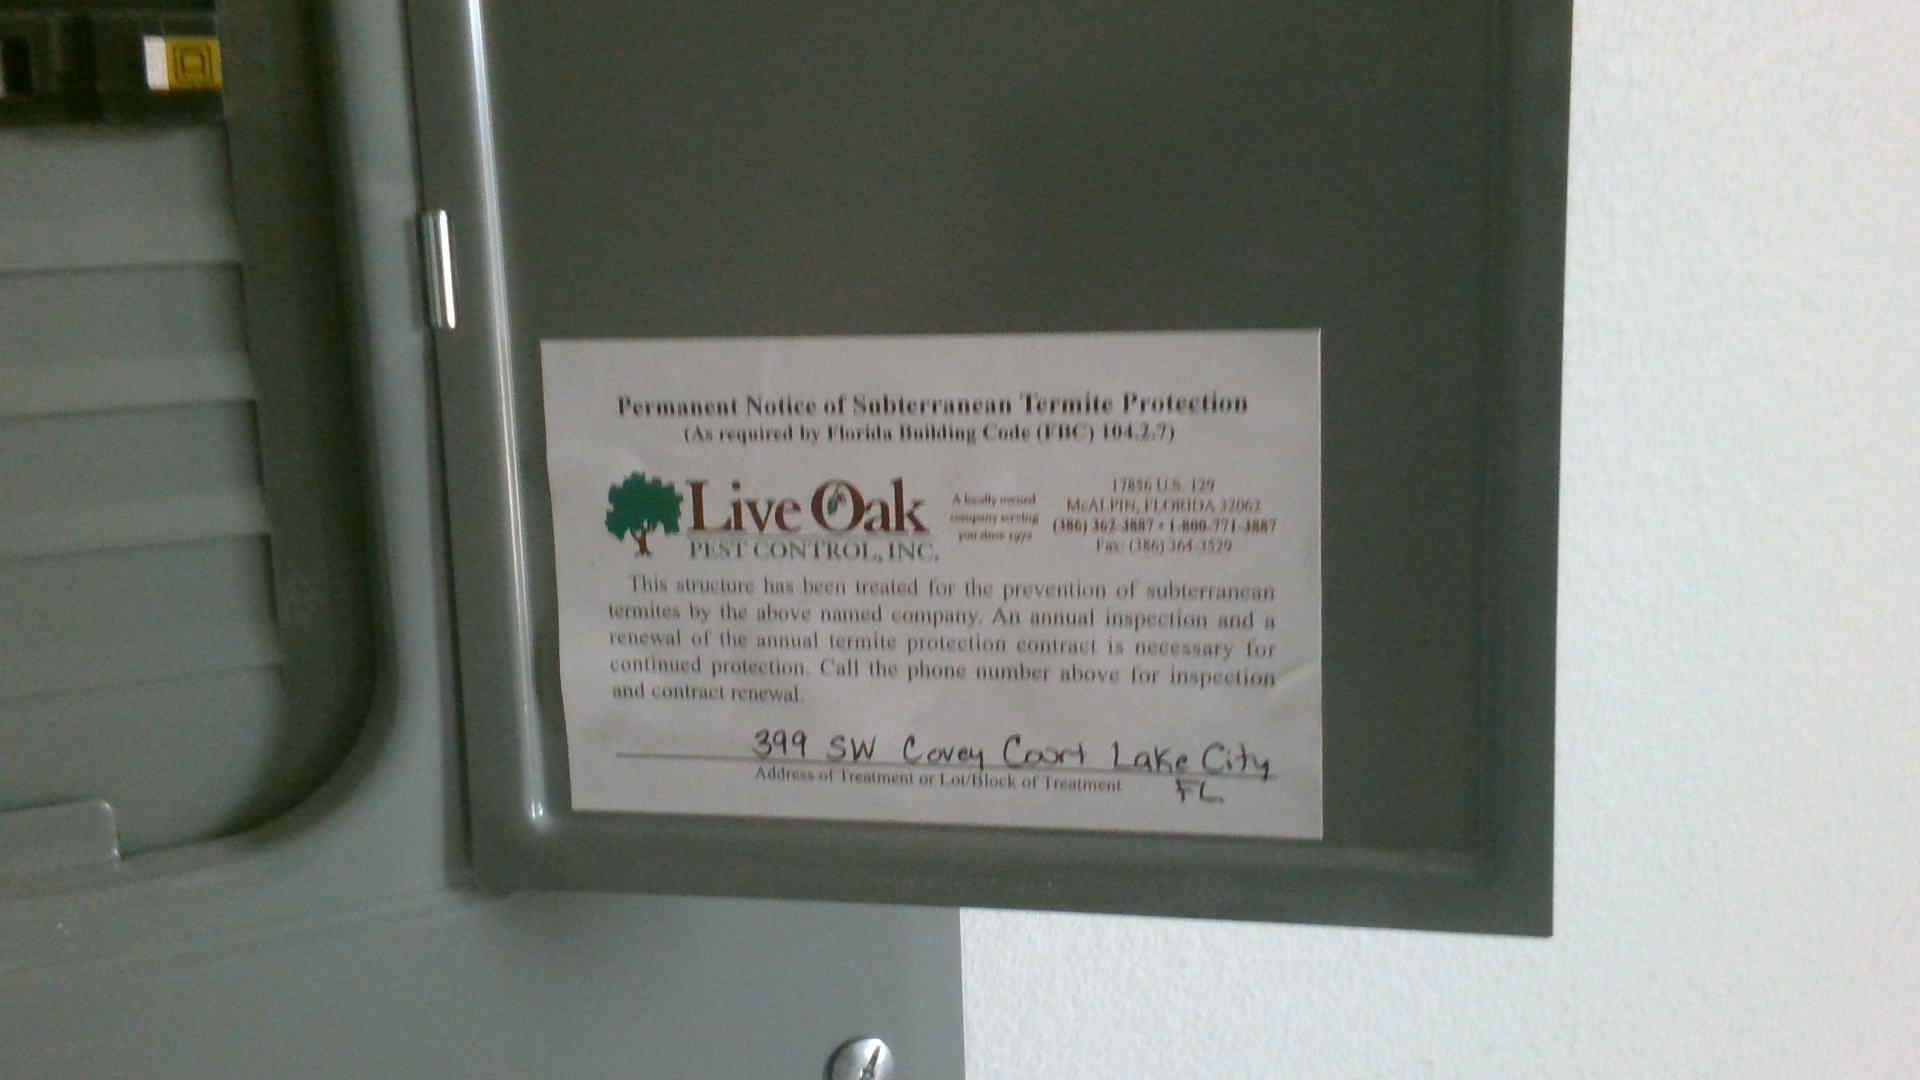 Permanent Notice of Subterranean Termite Protection
(As required by Florida Building Code (FBC) 104.2.7)
Live Oak
PEST CONTROL, INC.
A locally owned
company serving
you since 1972
17856 U.S. 129
McALPIN, FLORIDA 32062
(386) 362-3887 • 1-800-771-3887
Fax: (386) 364-3529
This structure has been treated for the prevention of subterranean
termites by the above named company. An annual inspection and a
renewal of the annual termite protection contract is necessary for
continued protection. Call the phone number above for inspection
and contract renewal.
399 SW Covey Court Lake City
FL
Address of Treatment or Lot/Block of Treatment